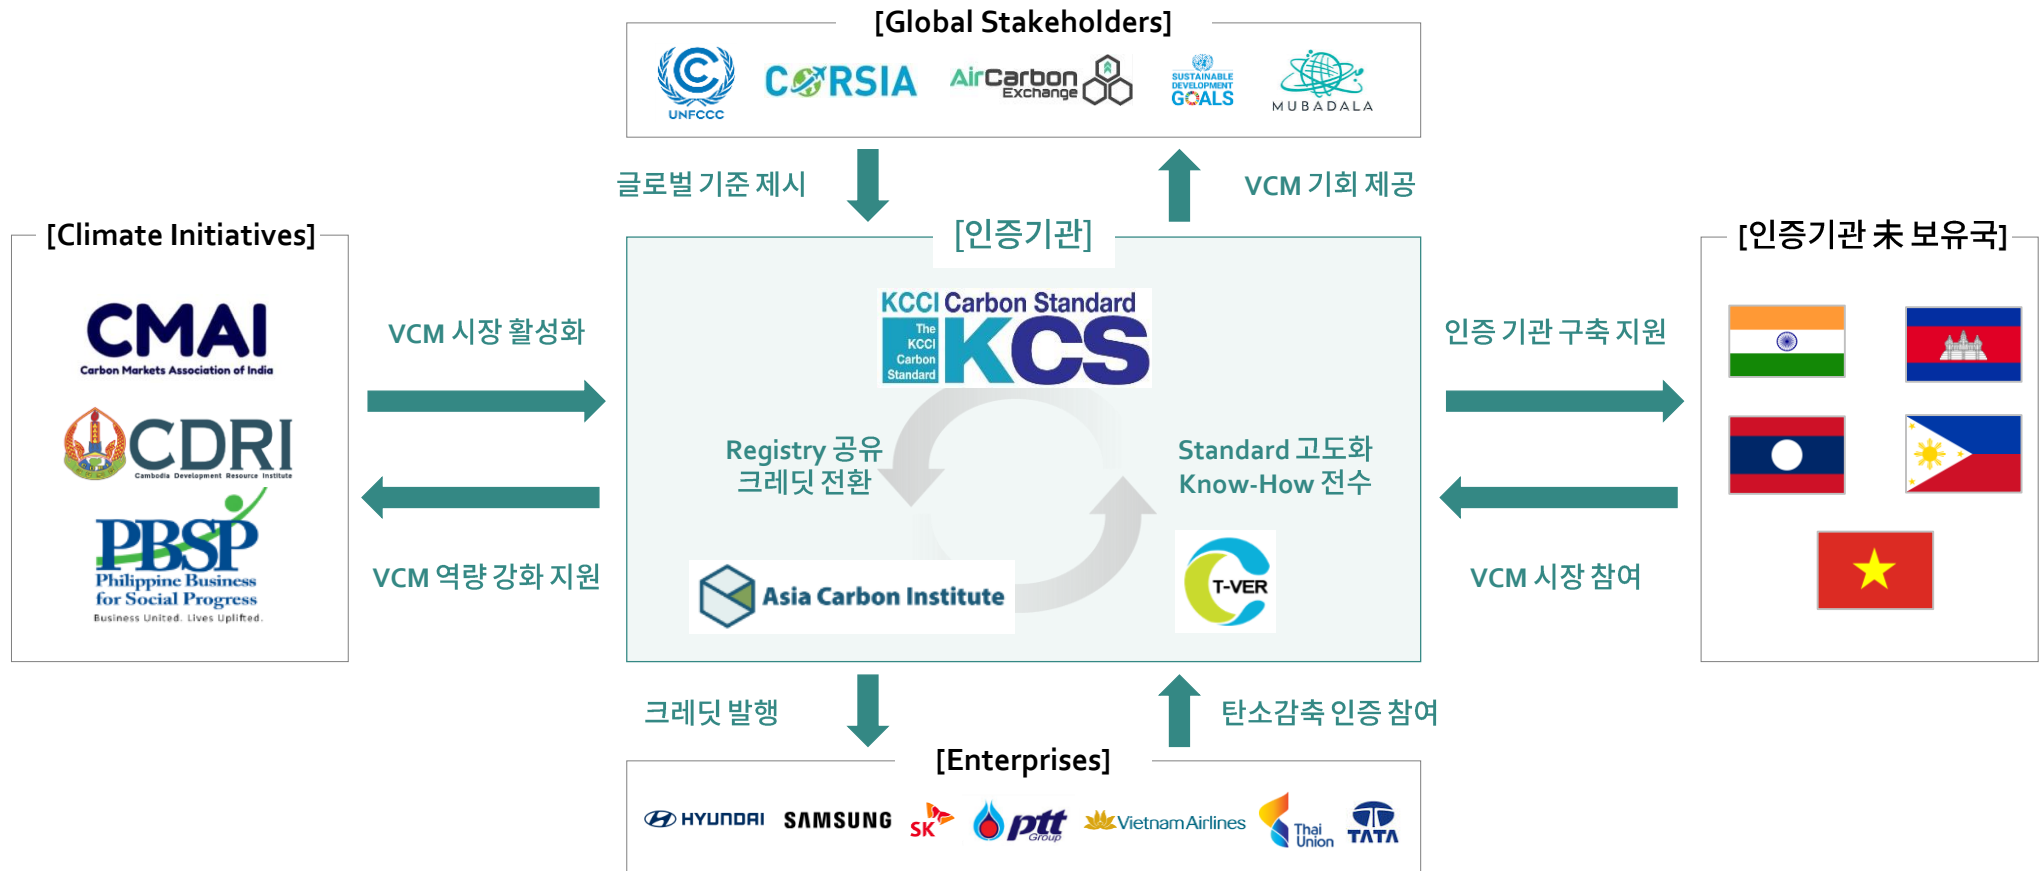 [Global Stakeholders]
UNFCCC
CORSIA
AirCarbon
Exchange
SUSTAINABLE
DEVELOPMENT
GOALS
MUBADALA
글로벌 기준 제시
VCM 기회 제공
[Climate Initiatives]
CMAI
Carbon Markets Association of India
CDRI
Cambodia Development Resource Institute
PBSP
Philippine Business
for Social Progress
Business United. Lives Uplifted.
VCM 시장 활성화
VCM 역량 강화 지원
[인증기관]
KCCI Carbon Standard
The
KCCI
Carbon
Standard
KCS
Registry 공유
크레딧 전환
Standard 고도화
Know-How 전수
Asia Carbon Institute
T-VER
인증 기관 구축 지원
VCM 시장 참여
[인증기관 未 보유국]
크레딧 발행
탄소감축 인증 참여
[Enterprises]
HYUNDAI
SAMSUNG
SK
ptt
Group
Vietnam Airlines
Thai
Union
TATA